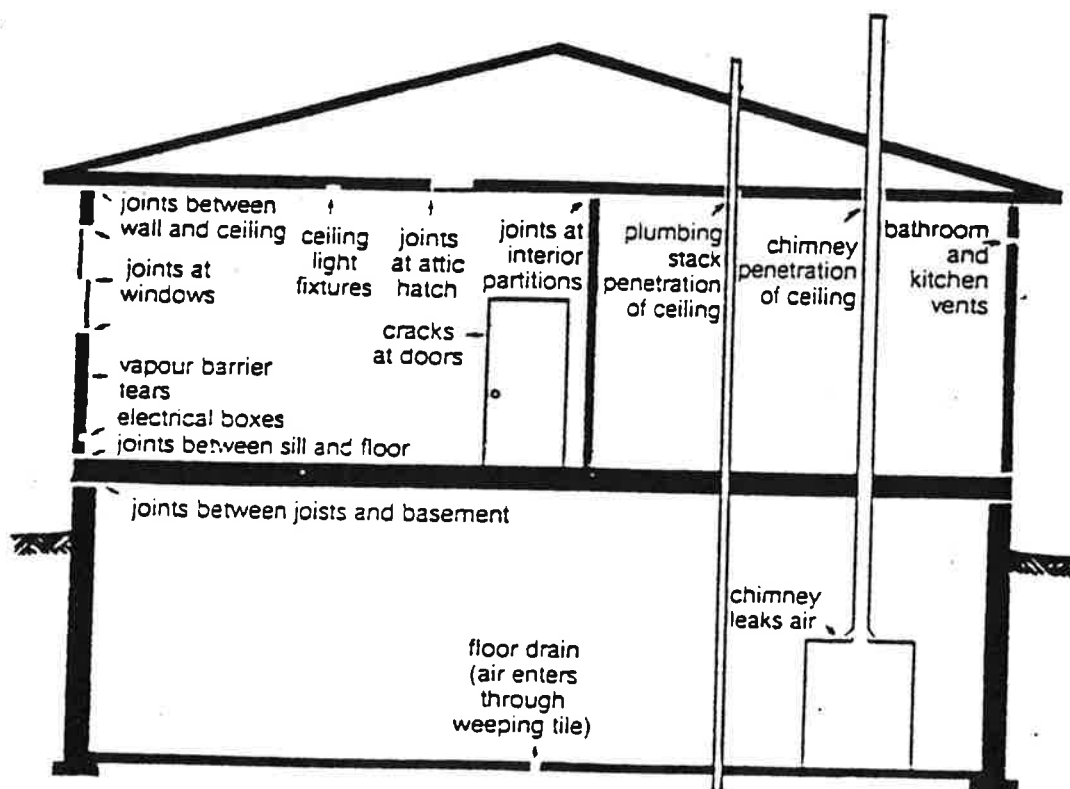 joints between
wall and ceiling
ceiling
light
fixtures
joints
at attic
hatch
joints at
interior
partitions
plumbing
stack
penetration
of ceiling
chimney
penetration
of ceiling
bathroom
and
kitchen
vents
joints at
windows
cracks
at doors
vapour barrier
tears
electrical boxes
joints between sill and floor
joints between joists and basement
chimney
leaks air
floor drain
(air enters
through
weeping tile)